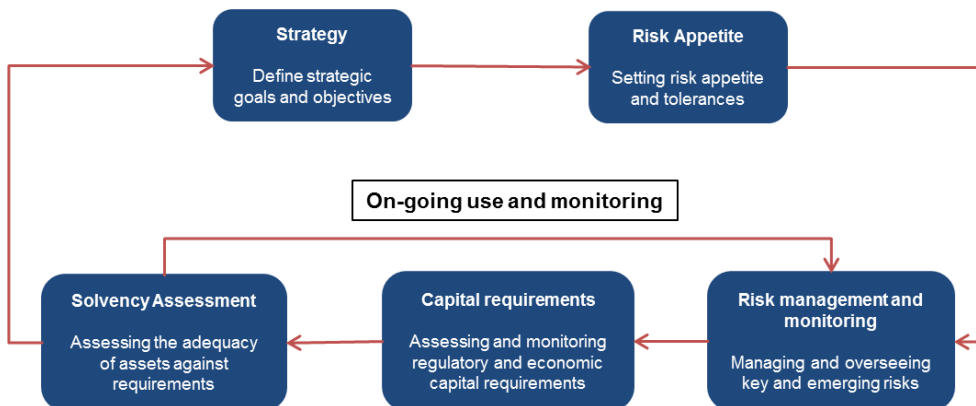 Strategy
Define strategic
goals and objectives
Risk Appetite
Setting risk appetite
and tolerances
On-going use and monitoring
Solvency Assessment
Assessing the adequacy
of assets against
requirements
Capital requirements
Assessing and monitoring
regulatory and economic
capital requirements
Risk management and
monitoring
Managing and overseeing
key and emerging risks